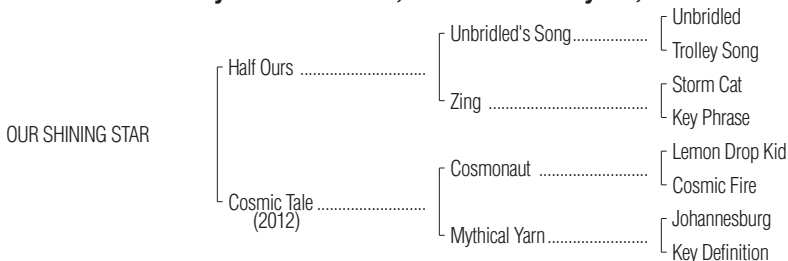 Unbridled
Unbridled's Song.................
Trolley Song
Half Ours ............................
Storm Cat
Zing ....................................
Key Phrase
OUR SHINING STAR
Lemon Drop Kid
Cosmonaut ........................
Cosmic Fire
Cosmic Tale ........................
(2012)
Johannesburg
Mythical Yarn......................
Key Definition